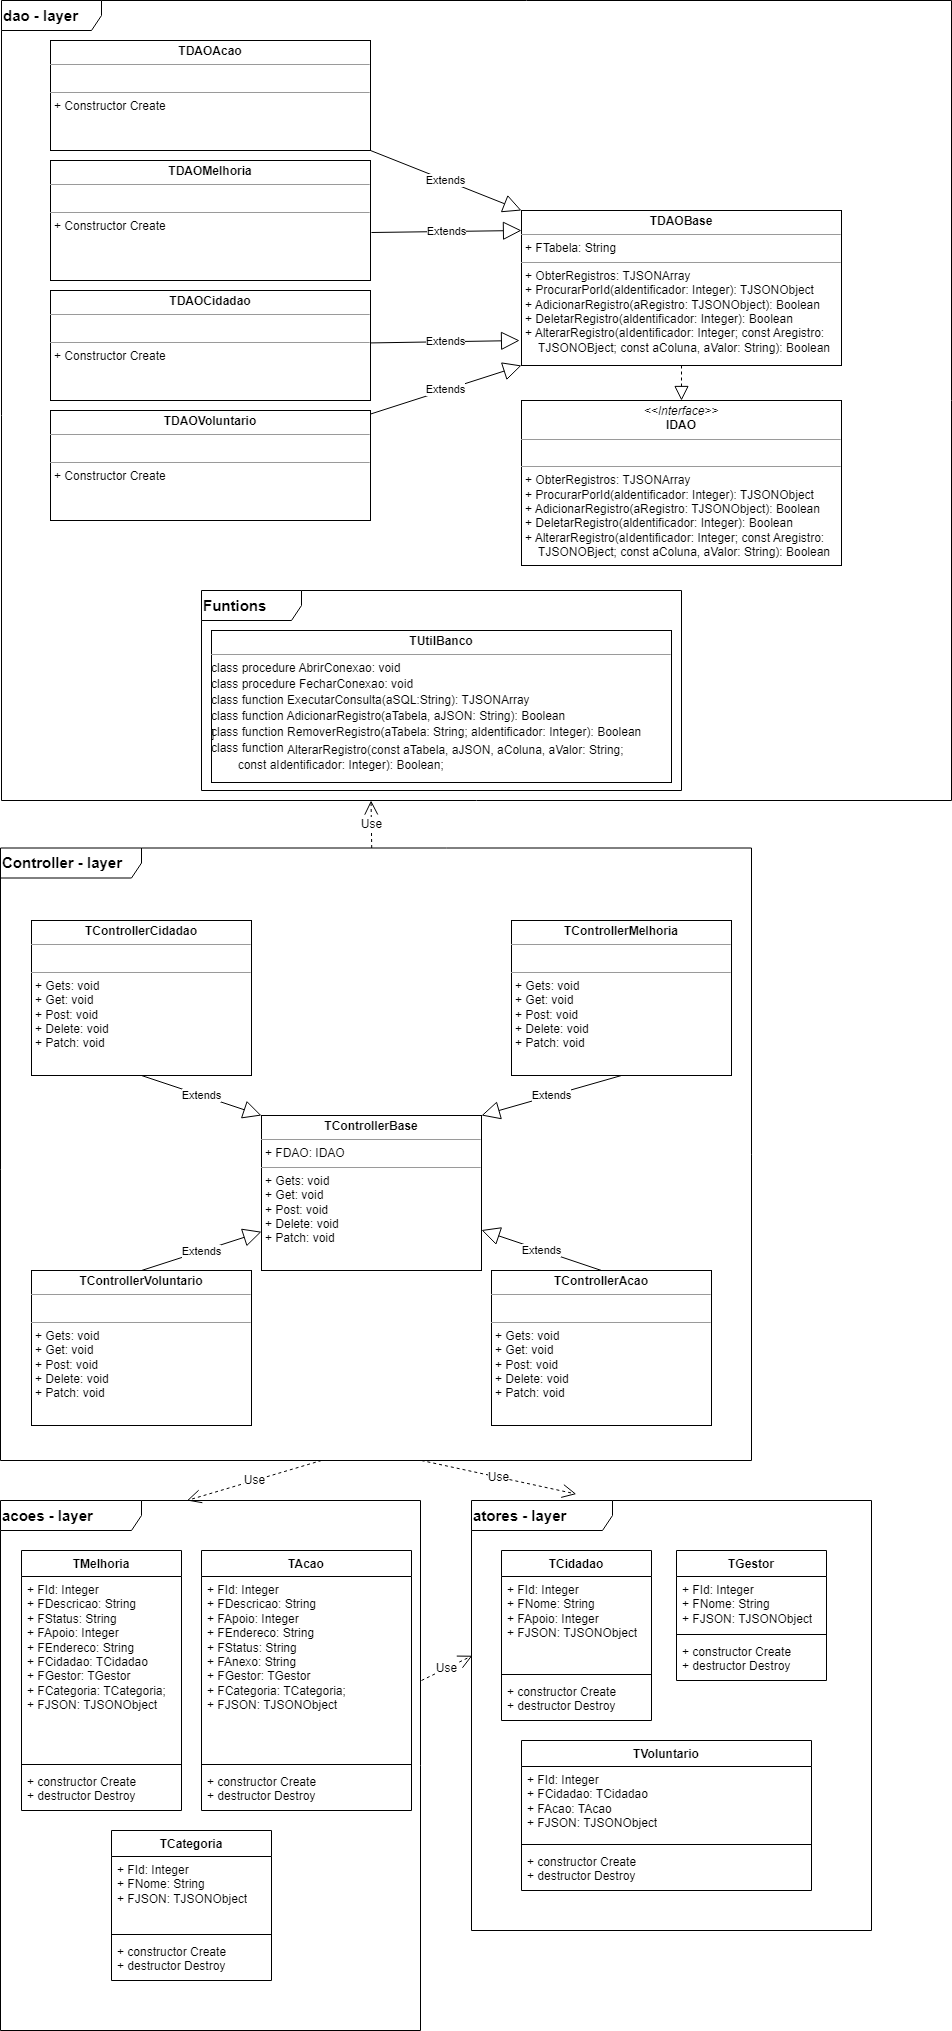 dao - layer
TDAOAcao
+ Constructor Create
TDAOMelhoria
+ Constructor Create
TDAOCidadao
+ Constructor Create
TDAOVoluntario
+ Constructor Create
Extends
Extends
Extends
Extends
TDAOBase
+ FTabela: String
+ ObterRegistros: TJSONArray
+ ProcurarPorId(aIdentificador: Integer): TJSONObject
+ AdicionarRegistro(aRegistro: TJSONObject): Boolean
+ DeletarRegistro(aIdentificador: Integer): Boolean
+ AlterarRegistro(aIdentificador: Integer; const Aregistro:
TJSONOBject; const aColuna, aValor: String): Boolean
<<Interface>>
IDAO
+ ObterRegistros: TJSONArray
+ ProcurarPorId(aIdentificador: Integer): TJSONObject
+ AdicionarRegistro(aRegistro: TJSONObject): Boolean
+ DeletarRegistro(aIdentificador: Integer): Boolean
+ AlterarRegistro(aIdentificador: Integer; const Aregistro:
TJSONOBject; const aColuna, aValor: String): Boolean
Funtions
TUtilBanco
class procedure AbrirConexao: void
class procedure FecharConexao: void
class function ExecutarConsulta(aSQL:String): TJSONArray
class function AdicionarRegistro(aTabela, aJSON: String): Boolean
class function RemoverRegistro(aTabela: String; aIdentificador: Integer): Boolean
class function AlterarRegistro(const aTabela, aJSON, aColuna, aValor: String;
const aIdentificador: Integer): Boolean;
Use
Controller - layer
TControllerCidadao
+ Gets: void
+ Get: void
+ Post: void
+ Delete: void
+ Patch: void
TControllerMelhoria
+ Gets: void
+ Get: void
+ Post: void
+ Delete: void
+ Patch: void
Extends
Extends
TControllerBase
+ FDAO: IDAO
+ Gets: void
+ Get: void
+ Post: void
+ Delete: void
+ Patch: void
Extends
Extends
TControllerVoluntario
+ Gets: void
+ Get: void
+ Post: void
+ Delete: void
+ Patch: void
TControllerAcao
+ Gets: void
+ Get: void
+ Post: void
+ Delete: void
+ Patch: void
Use
Use
acoes - layer
TMelhoria
+ FId: Integer
+ FDescricao: String
+ FStatus: String
+ FApoio: Integer
+ FEndereco: String
+ FCidadao: TCidadao
+ FGestor: TGestor
+ FCategoria: TCategoria;
+ FJSON: TJSONObject
+ constructor Create
+ destructor Destroy
TAcao
+ FId: Integer
+ FDescricao: String
+ FApoio: Integer
+ FEndereco: String
+ FStatus: String
+ FAnexo: String
+ FGestor: TGestor
+ FCategoria: TCategoria;
+ FJSON: TJSONObject
+ constructor Create
+ destructor Destroy
TCategoria
+ FId: Integer
+ FNome: String
+ FJSON: TJSONObject
+ constructor Create
+ destructor Destroy
Use
atores - layer
TCidadao
+ FId: Integer
+ FNome: String
+ FApoio: Integer
+ FJSON: TJSONObject
+ constructor Create
+ destructor Destroy
TGestor
+ FId: Integer
+ FNome: String
+ FJSON: TJSONObject
+ constructor Create
+ destructor Destroy
TVoluntario
+ FId: Integer
+ FCidadao: TCidadao
+ FAcao: TAcao
+ FJSON: TJSONObject
+ constructor Create
+ destructor Destroy